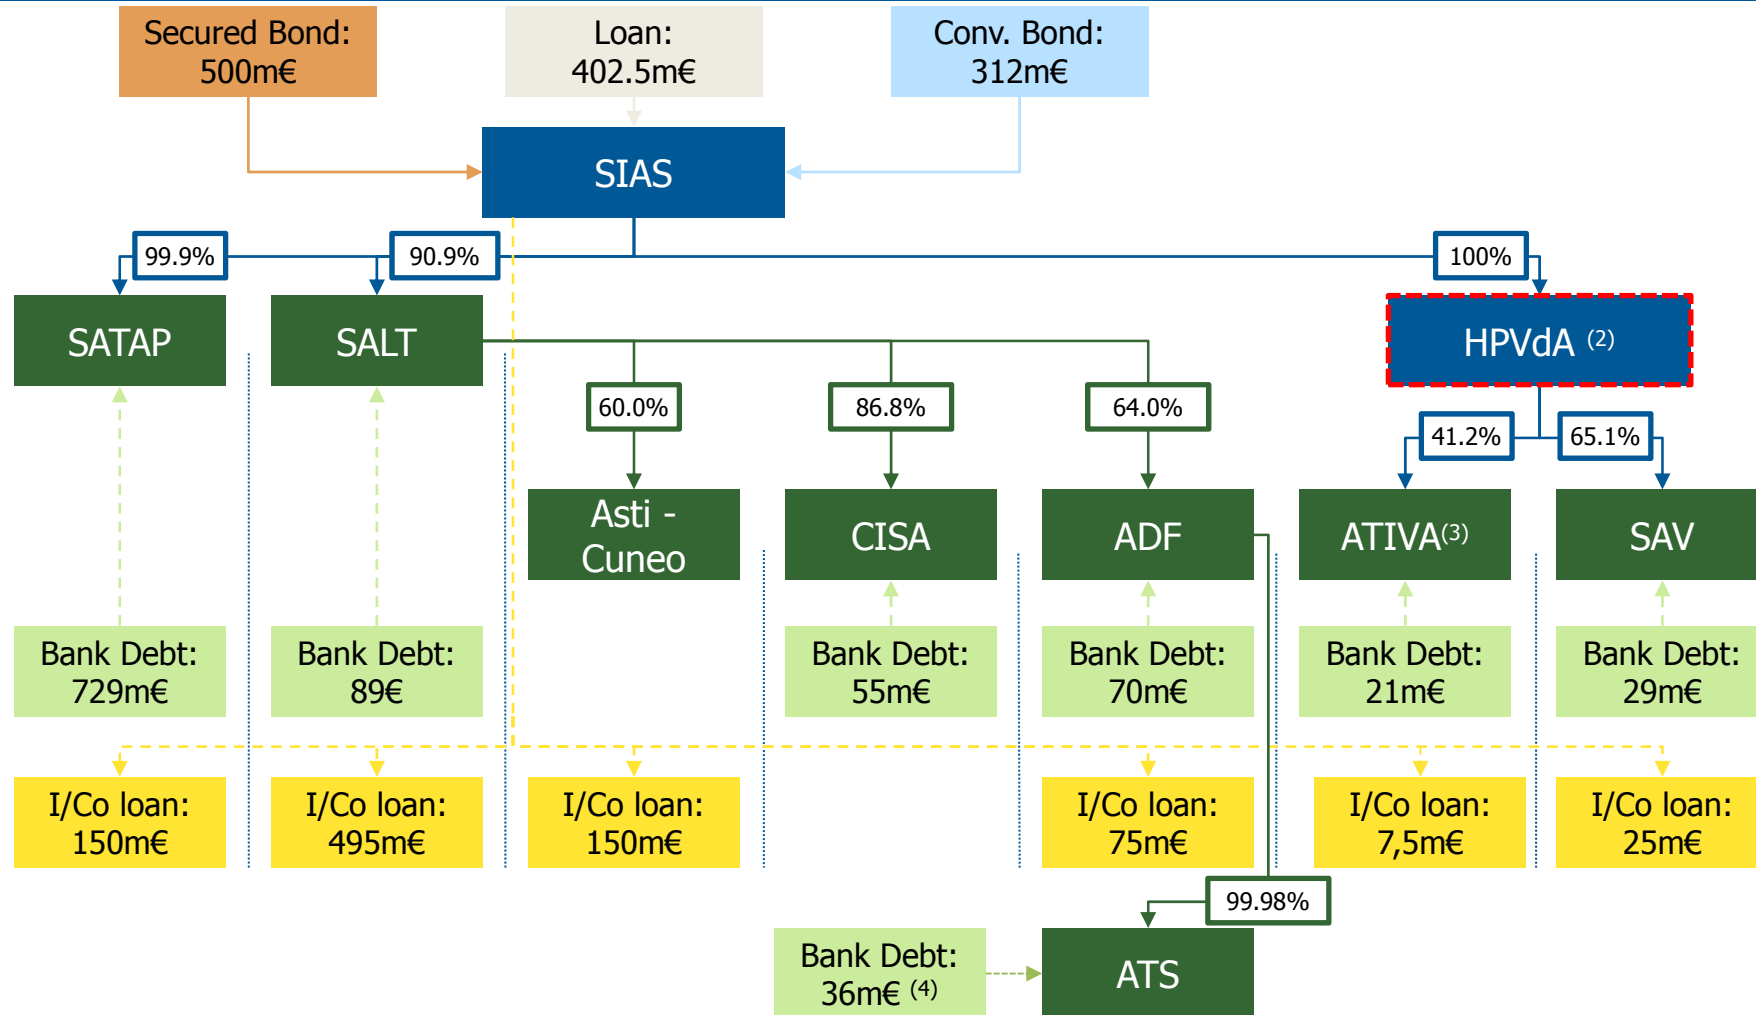 Secured Bond:
500m€
Loan:
402.5m€
Conv. Bond:
312m€
SIAS
99.9%
90.9%
100%
SATAP
SALT
HPVdA (2)
60.0%
86.8%
64.0%
41.2%
65.1%
Asti -
Cuneo
CISA
ADF
ATIVA(3)
SAV
Bank Debt:
729m€
Bank Debt:
89€
Bank Debt:
55m€
Bank Debt:
70m€
Bank Debt:
21m€
Bank Debt:
29m€
I/Co loan:
150m€
I/Co loan:
495m€
I/Co loan:
150m€
I/Co loan:
75m€
I/Co loan:
7,5m€
I/Co loan:
25m€
99.98%
Bank Debt:
36m€ (4)
ATS